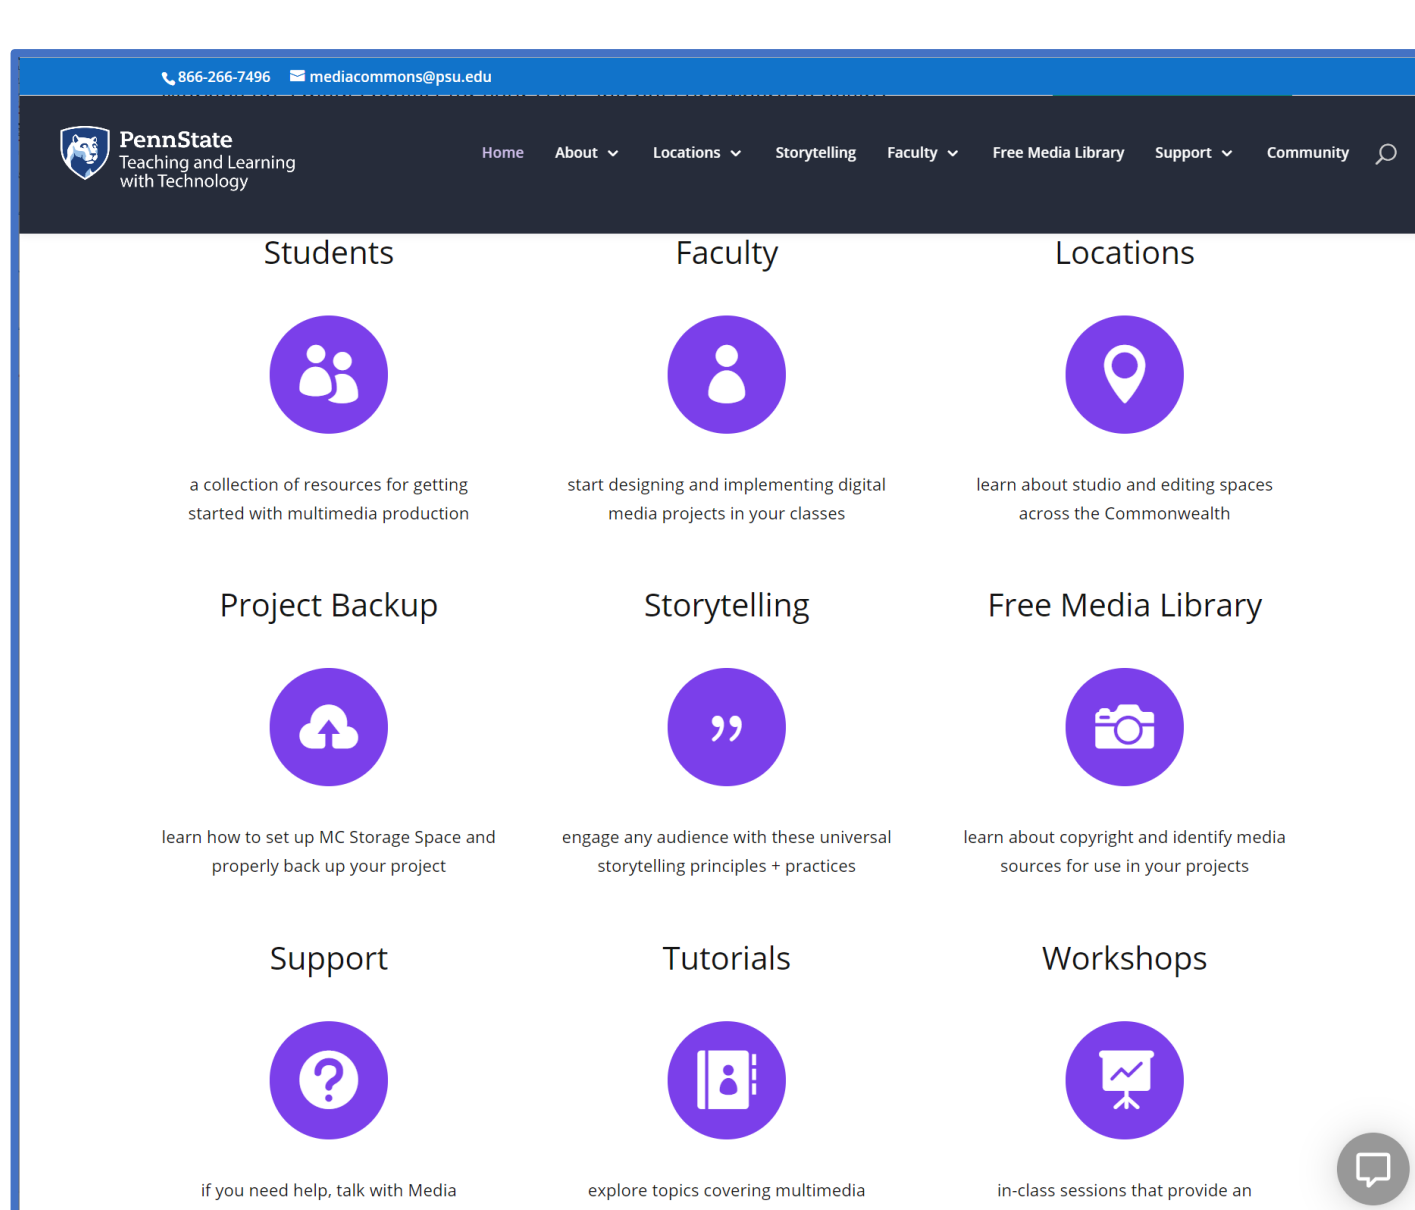 866-266-7496 mediacommons@psu.edu
PennState
Teaching and Learning
with Technology
Home About Locations Storytelling Faculty Free Media Library Support Community
Students Faculty Locations
a collection of resources for getting
started with multimedia production
start designing and implementing digital
media projects in your classes
learn about studio and editing spaces
across the Commonwealth
Project Backup Storytelling Free Media Library
learn how to set up MC Storage Space and
properly back up your project
engage any audience with these universal
storytelling principles + practices
learn about copyright and identify media
sources for use in your projects
Support Tutorials Workshops
if you need help, talk with Media
explore topics covering multimedia
in-class sessions that provide an